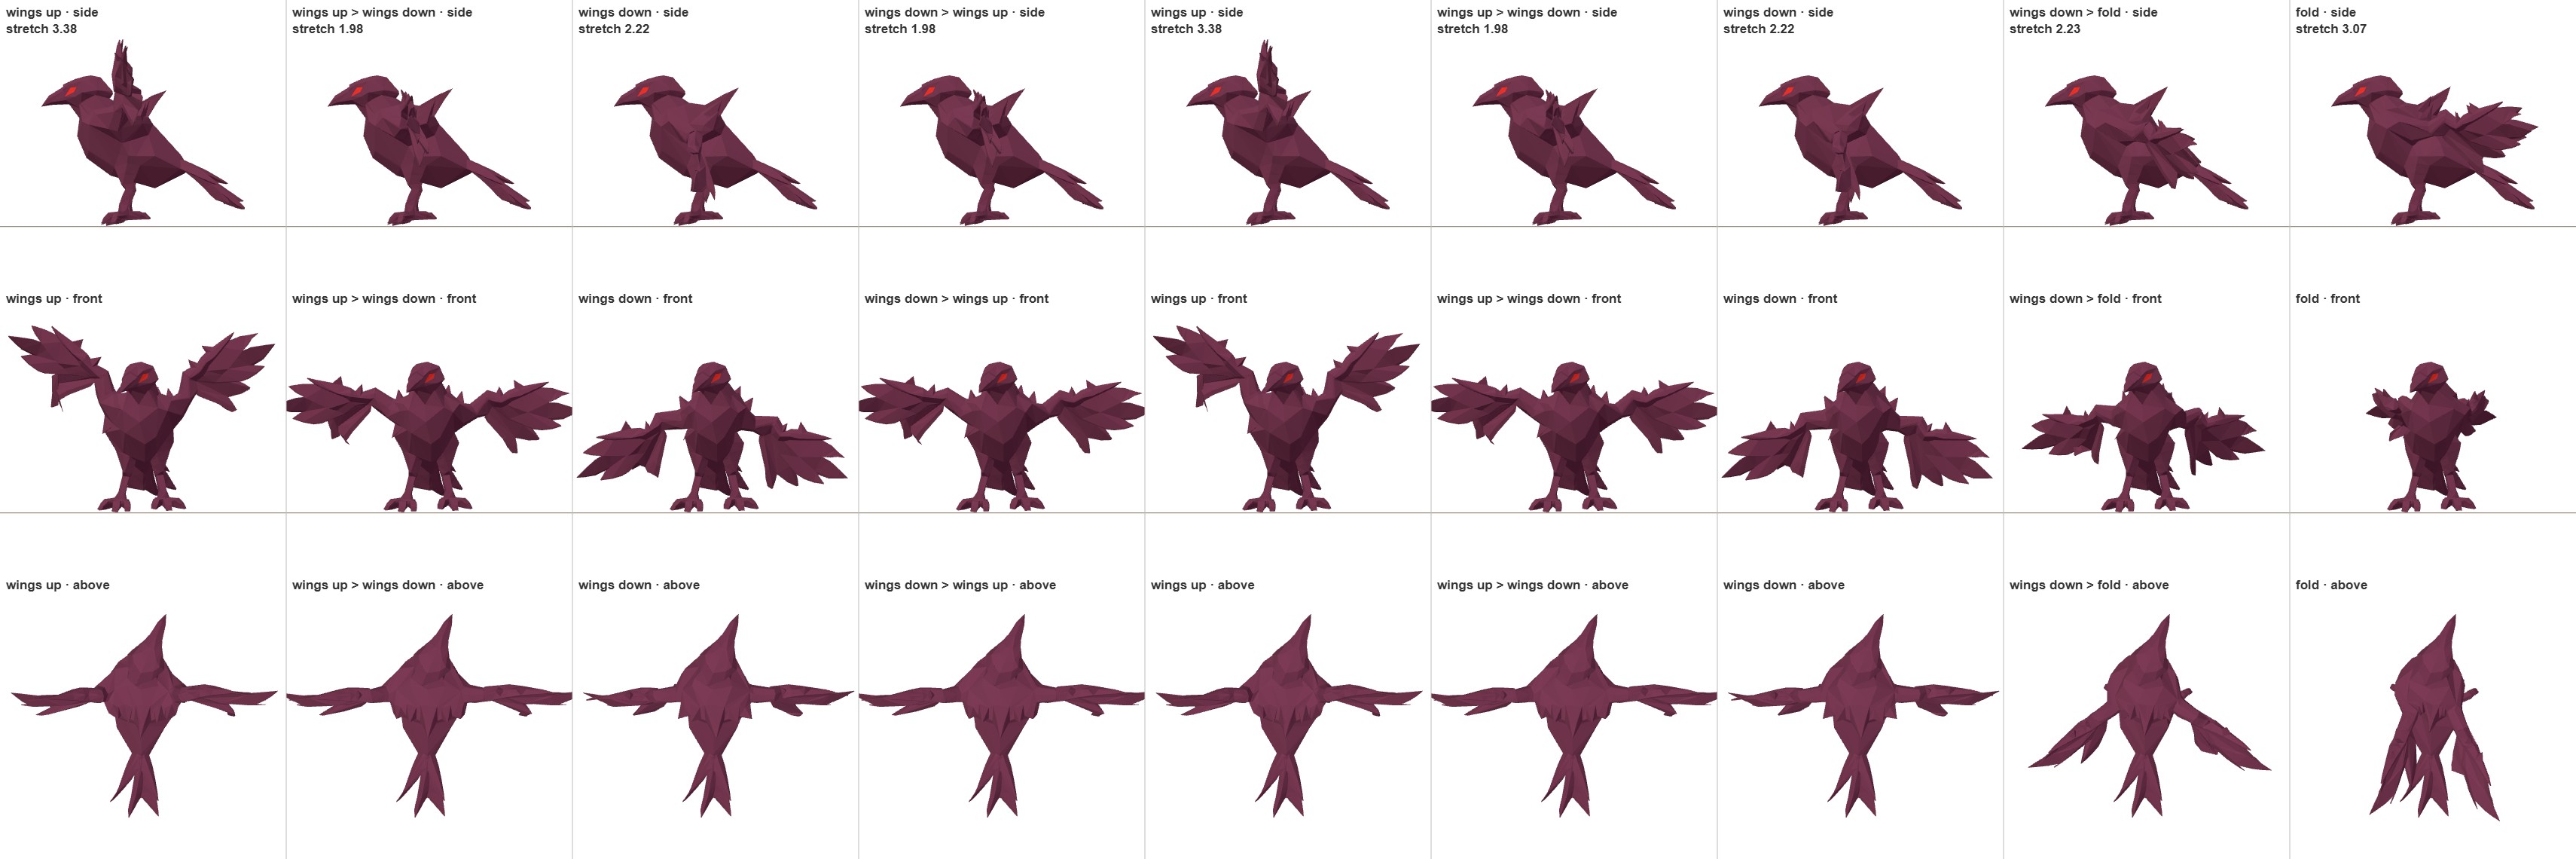 wings up · side
stretch 3.38
wings up > wings down · side
stretch 1.98
wings down · side
stretch 2.22
wings down > wings up · side
stretch 1.98
wings up · side
stretch 3.38
wings up > wings down · side
stretch 1.98
wings down · side
stretch 2.22
wings down > fold · side
stretch 2.23
fold · side
stretch 3.07
wings up · front
wings up > wings down · front
wings down · front
wings down > wings up · front
wings up · front
wings up > wings down · front
wings down · front
wings down > fold · front
fold · front
wings up · above
wings up > wings down · above
wings down · above
wings down > wings up · above
wings up · above
wings up > wings down · above
wings down · above
wings down > fold · above
fold · above